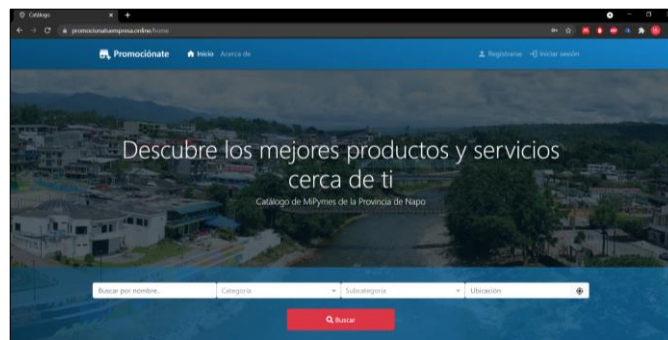 Catálogo
promocionatuempresa.online/home
Promociónate
Inicio
Acerca de
Registrarse
Iniciar sesión
Descubre los mejores productos y servicios
cerca de ti
Catálogo de MiPymes de la Provincia de Napo
Buscar por nombre..
Categoría
Subcategoría
Ubicación
Buscar